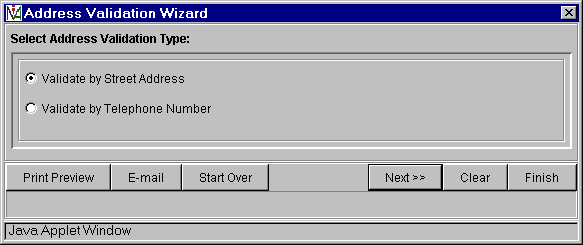 Address Validation Wizard
Select Address Validation Type:
Validate by Street Address
Validate by Telephone Number
Print Preview E-mail Start Over Next >> Clear Finish
Java Applet Window